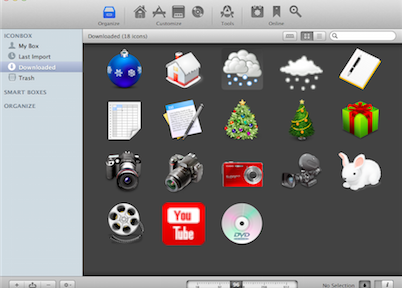 Organize Customize Tools Online
ICONBOX
Downloaded (18 icons)
My Box
Last Import
Downloaded
Trash
SMART BOXES
ORGANIZE
You
Tube
DVD
No Selection